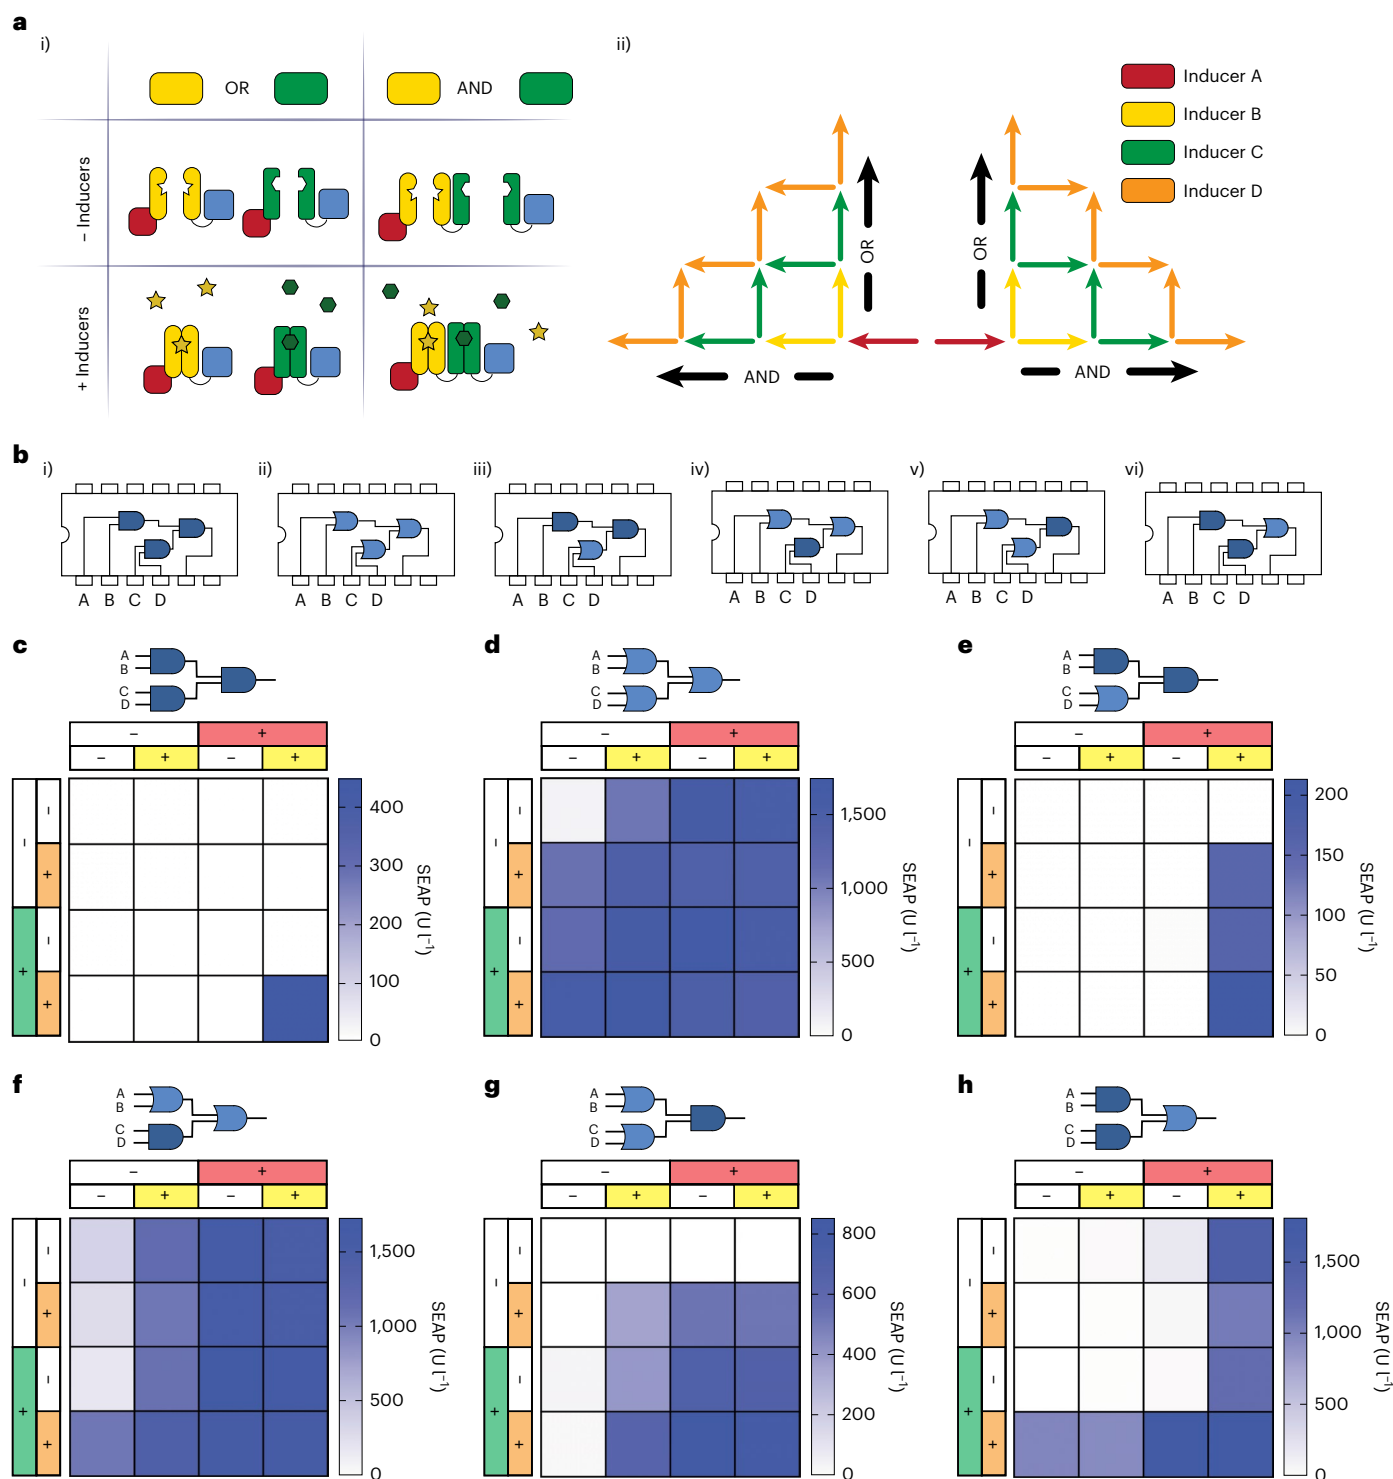 a
i)
OR
AND
− Inducers
+ Inducers
ii)
Inducer A
Inducer B
Inducer C
Inducer D
OR
OR
AND
AND
b
i)
ii)
iii)
iv)
v)
vi)
A B C D
A B C D
A B C D
A B C D
A B C D
A B C D
c
A
B
C
D
− +
− + − +
− +
− + − +
400
300
200
100
0
SEAP (U l⁻¹)
d
A
B
C
D
− +
− + − +
− +
− + − +
1,500
1,000
500
0
SEAP (U l⁻¹)
e
A
B
C
D
− +
− + − +
− +
− + − +
200
150
100
50
0
SEAP (U l⁻¹)
f
A
B
C
D
− +
− + − +
− +
− + − +
1,500
1,000
500
0
SEAP (U l⁻¹)
g
A
B
C
D
− +
− + − +
− +
− + − +
800
600
400
200
0
SEAP (U l⁻¹)
h
A
B
C
D
− +
− + − +
− +
− + − +
1,500
1,000
500
0
SEAP (U l⁻¹)